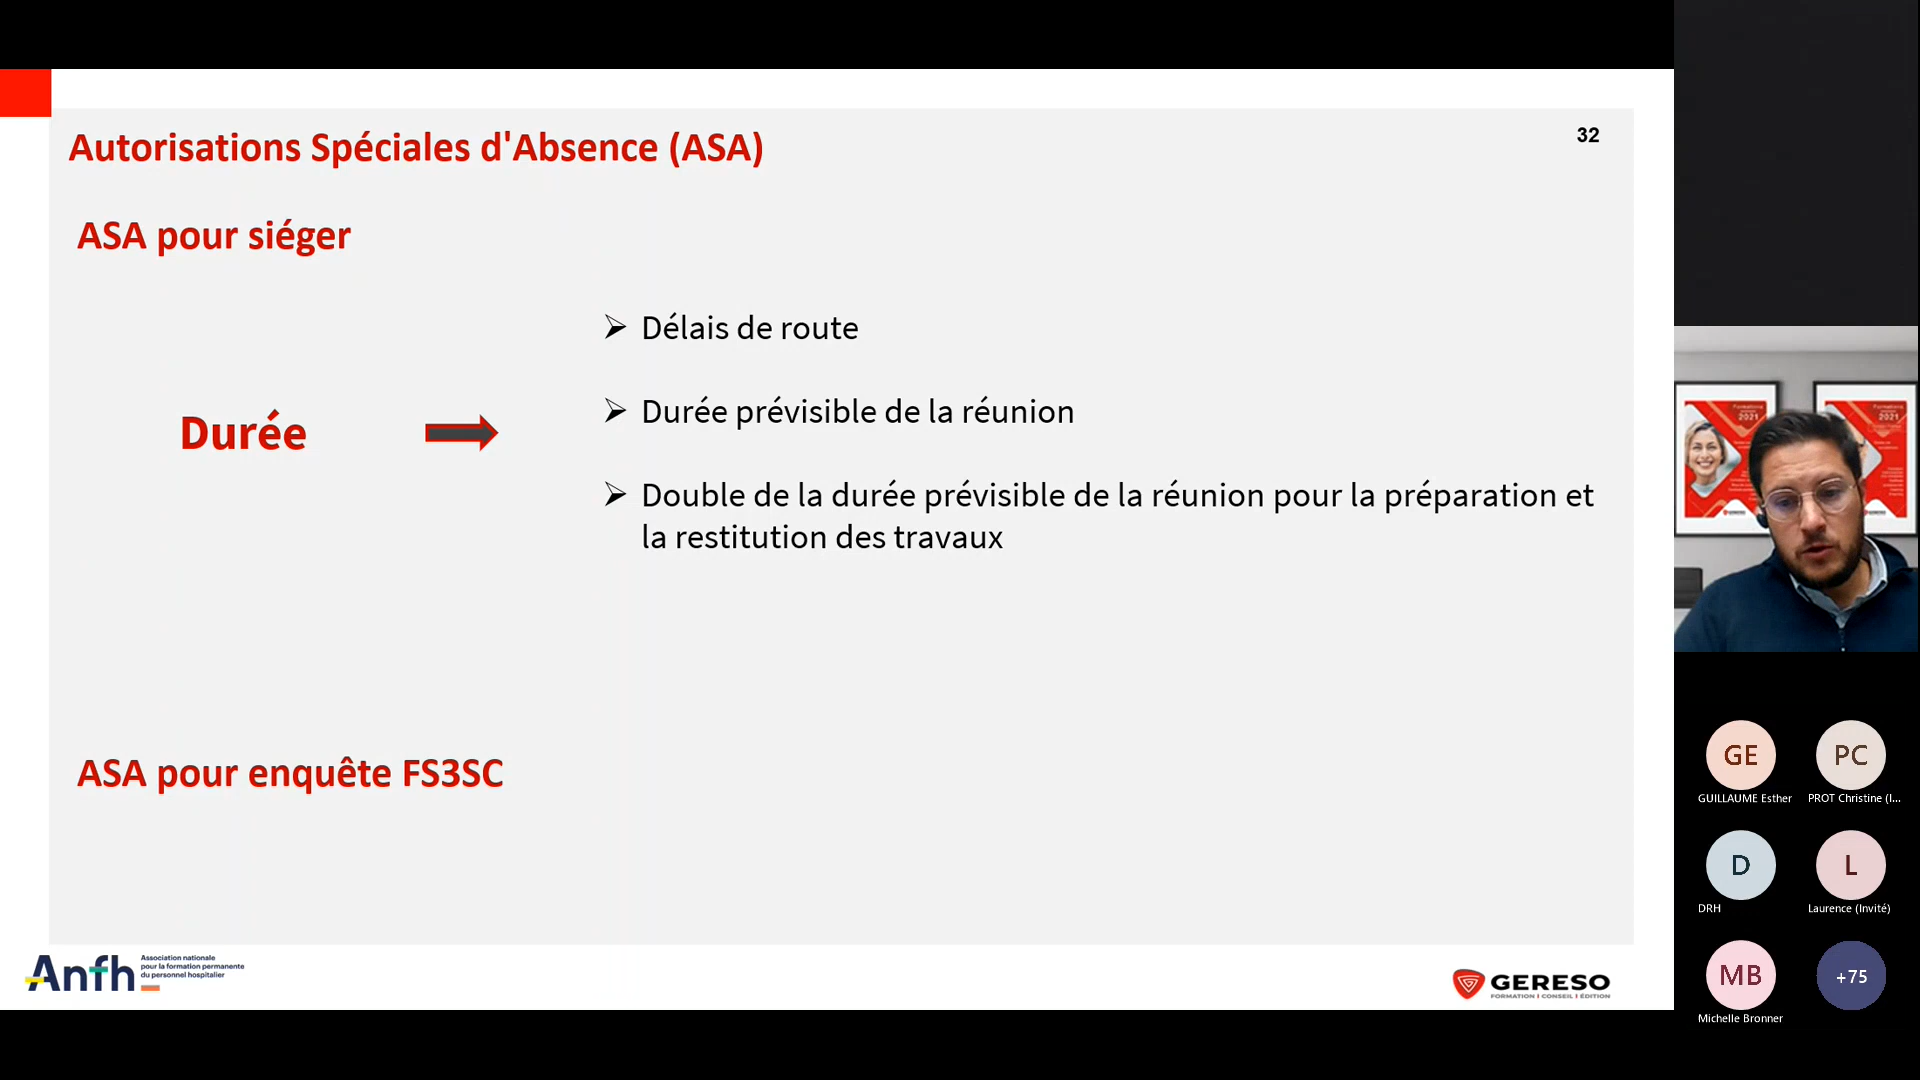 Autorisations Spéciales d'Absence (ASA)
32
ASA pour siéger
Délais de route
Durée prévisible de la réunion
Durée
Double de la durée prévisible de la réunion pour la préparation et
la restitution des travaux
ASA pour enquête FS3SC
Anfh
Association nationale
pour la formation permanente
du personnel hospitalier
GERESO
FORMATION I CONSEIL I ÉDITION
Formations
2021
2021
GE
PC
GUILLAUME Esther
PROT Christine (I...
D
L
DRH
Laurence (Invité)
MB
+75
Michelle Bronner